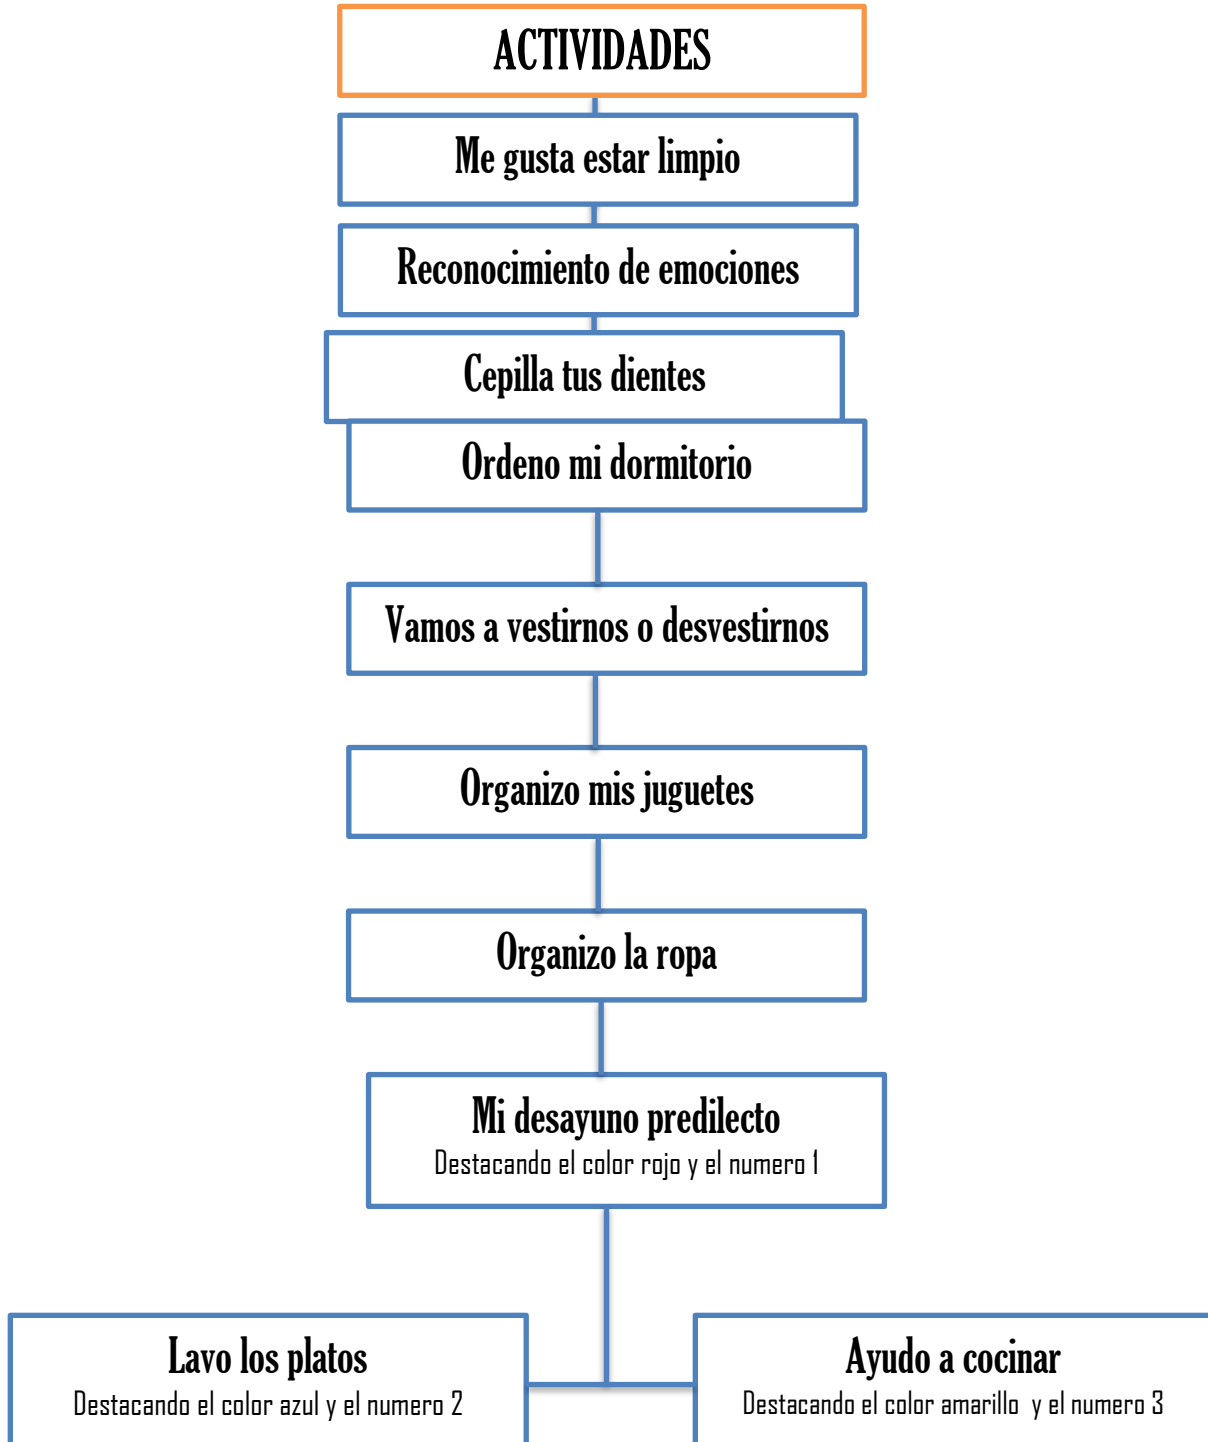 ACTIVIDADES
Me gusta estar limpio
Reconocimiento de emociones
Cepilla tus dientes
Ordeno mi dormitorio
Vamos a vestirnos o desvestirnos
Organizo mis juguetes
Organizo la ropa
Mi desayuno predilecto
Destacando el color rojo y el numero 1
Lavo los platos
Destacando el color azul y el numero 2
Ayudo a cocinar
Destacando el color amarillo y el numero 3